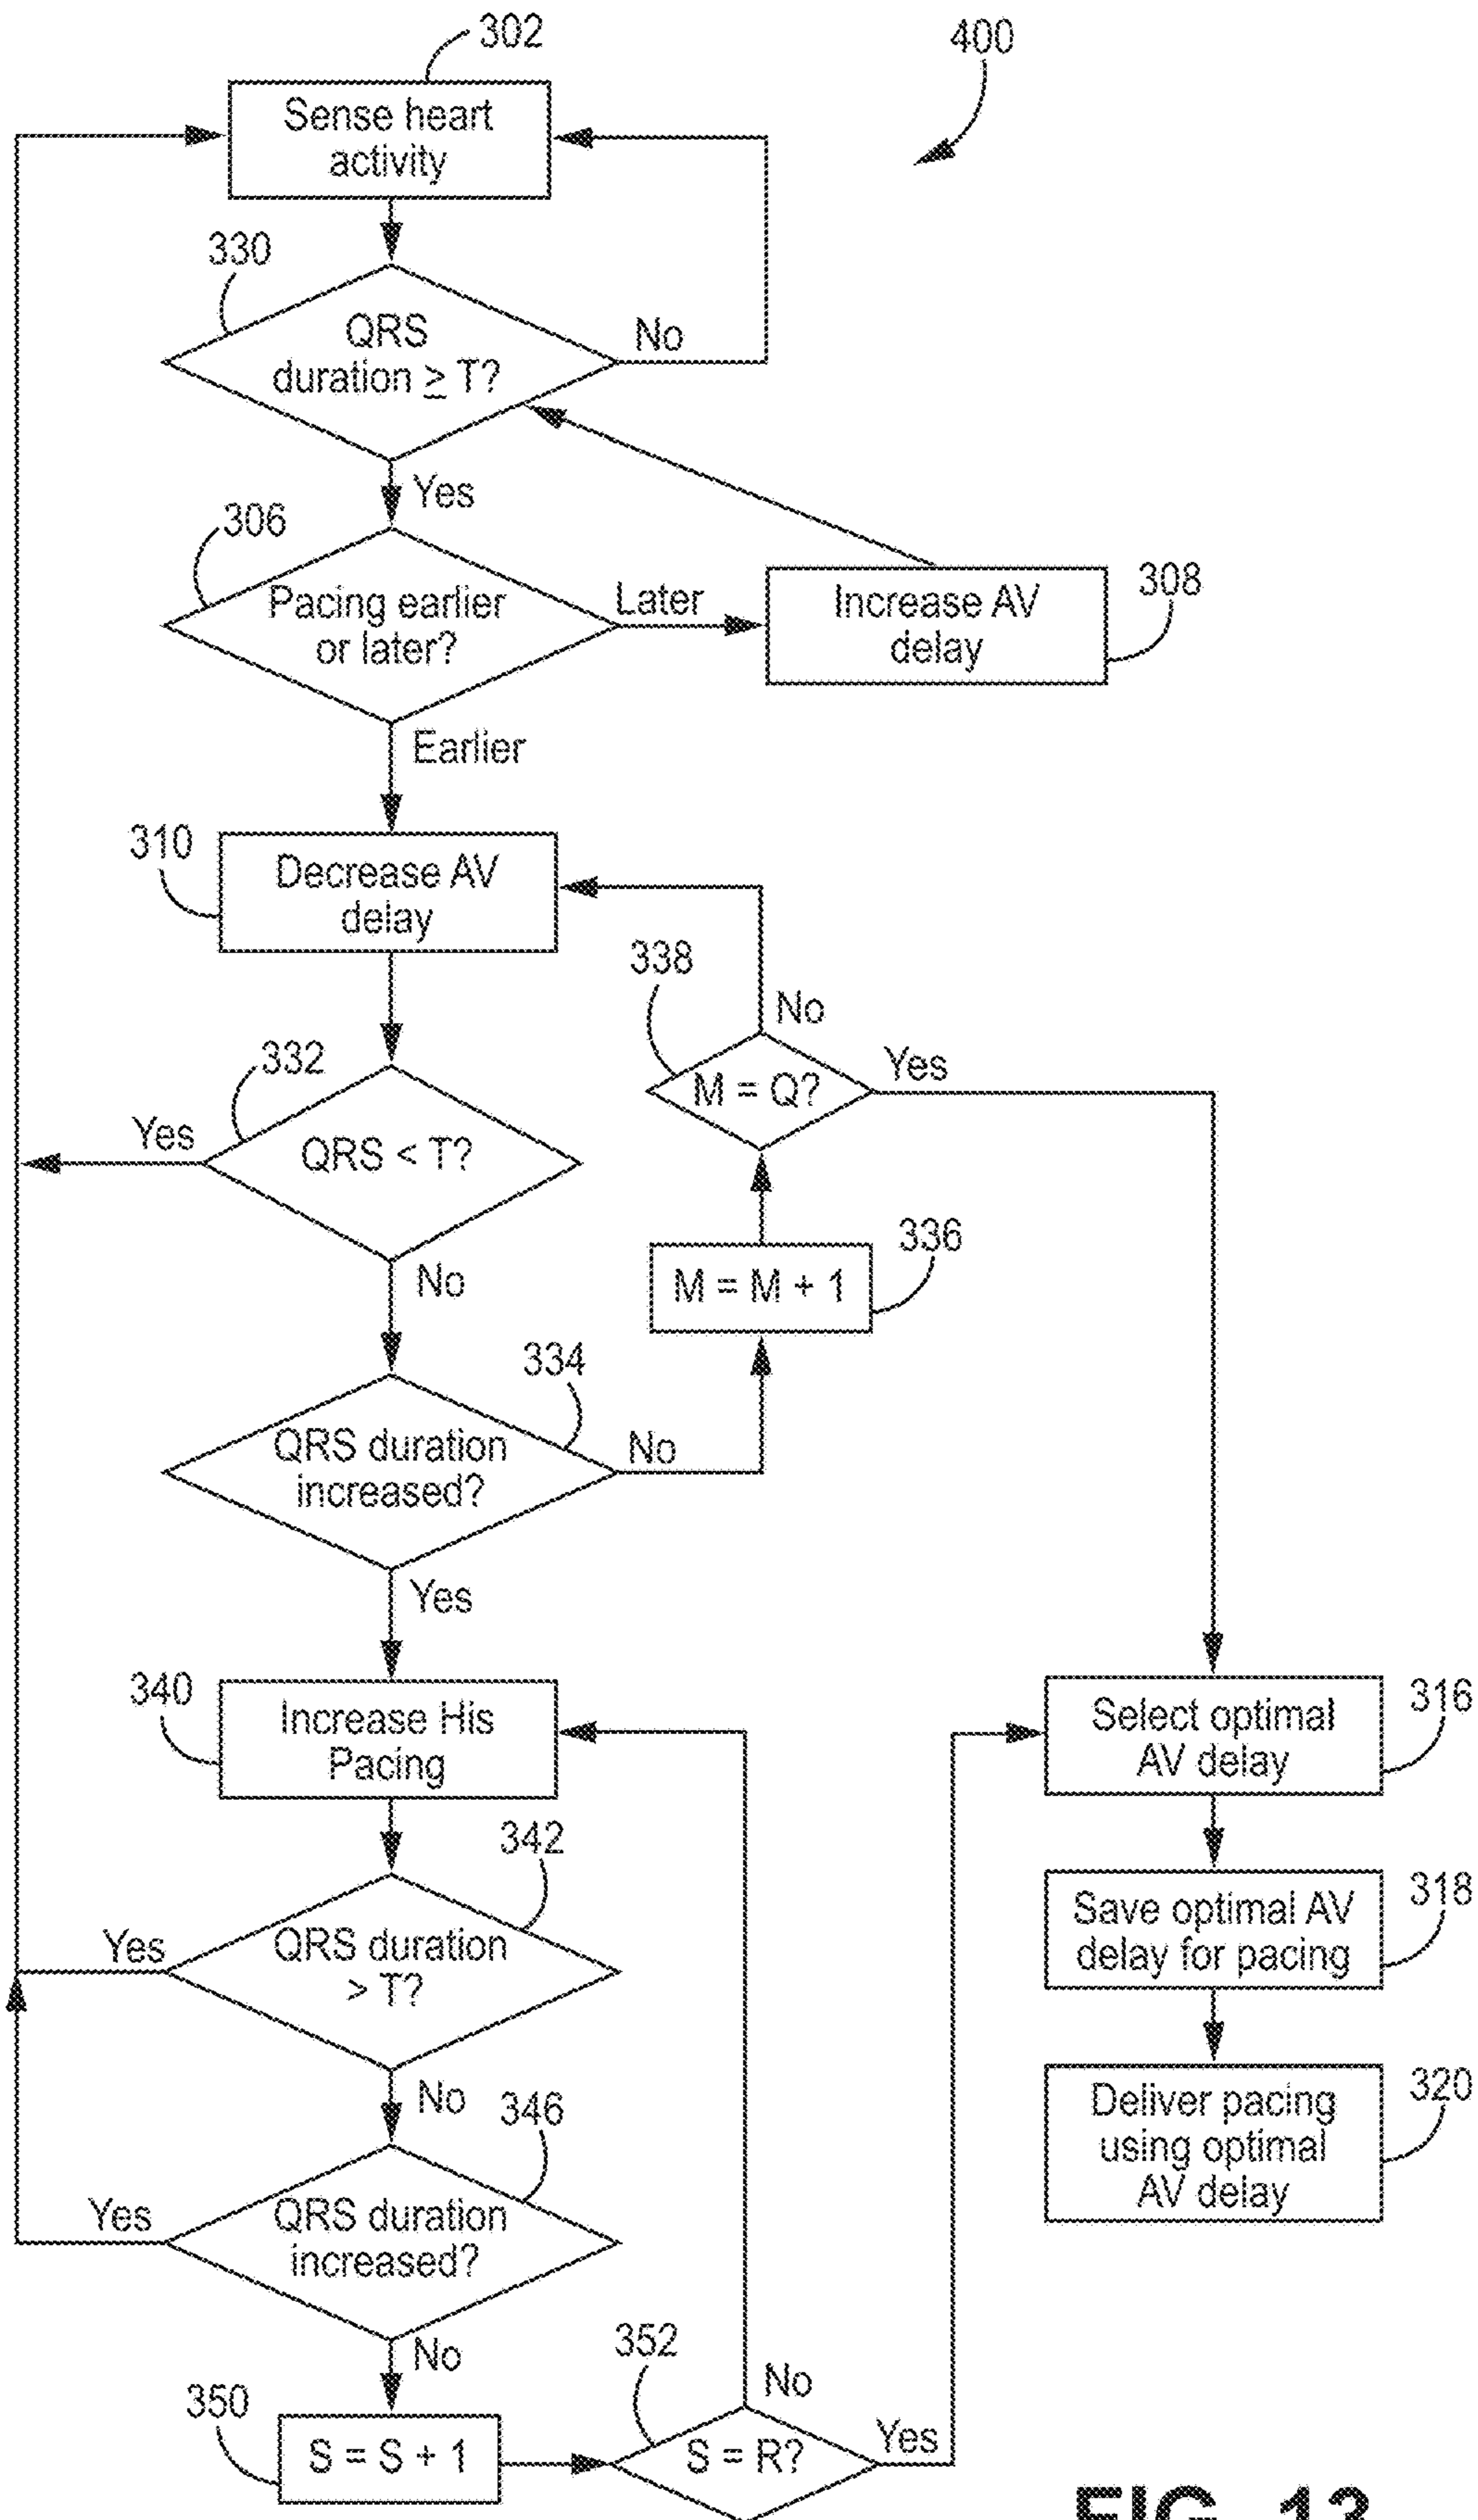 302
400
Sense heart
activity
330
QRS
duration ≥ T?
No
Yes
306
Pacing earlier
or later?
Later
Increase AV
delay
308
Earlier
310
Decrease AV
delay
338
No
M = Q?
Yes
332
Yes
QRS < T?
No
336
M = M + 1
334
QRS duration
increased?
No
Yes
340
Increase His
Pacing
316
Select optimal
AV delay
342
QRS duration
> T?
Yes
No
318
Save optimal AV
delay for pacing
346
QRS duration
increased?
Yes
No
320
Deliver pacing
using optimal
AV delay
350
S = S + 1
352
No
S = R?
Yes
FIG. 13